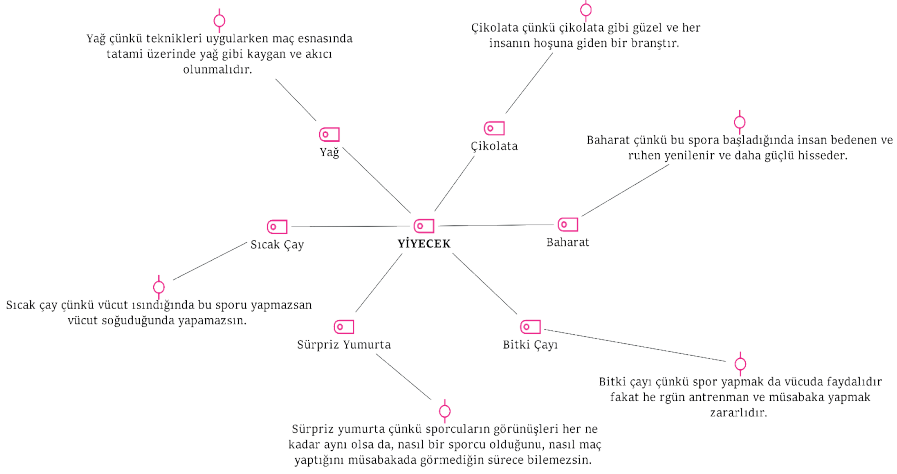 Yağ çünkü teknikleri uygularken maç esnasında
tatami üzerinde yağ gibi kaygan ve akıcı
olunmalıdır.
Çikolata çünkü çikolata gibi güzel ve her
insanın hoşuna giden bir branştır.
Yağ
Çikolata
Baharat çünkü bu spora başladığında insan bedenen ve
ruhen yenilenir ve daha güçlü hisseder.
Sıcak Çay
YİYECEK
Baharat
Sıcak çay çünkü vücut ısındığında bu sporu yapmazsan
vücut soğuduğunda yapamazsın.
Sürpriz Yumurta
Bitki Çayı
Bitki çayı çünkü spor yapmak da vücuda faydalıdır
fakat he rgün antrenman ve müsabaka yapmak
zararlıdır.
Sürpriz yumurta çünkü sporcuların görünüşleri her ne
kadar aynı olsa da, nasıl bir sporcu olduğunu, nasıl maç
yaptığını müsabakada görmediğin sürece bilemezsin.